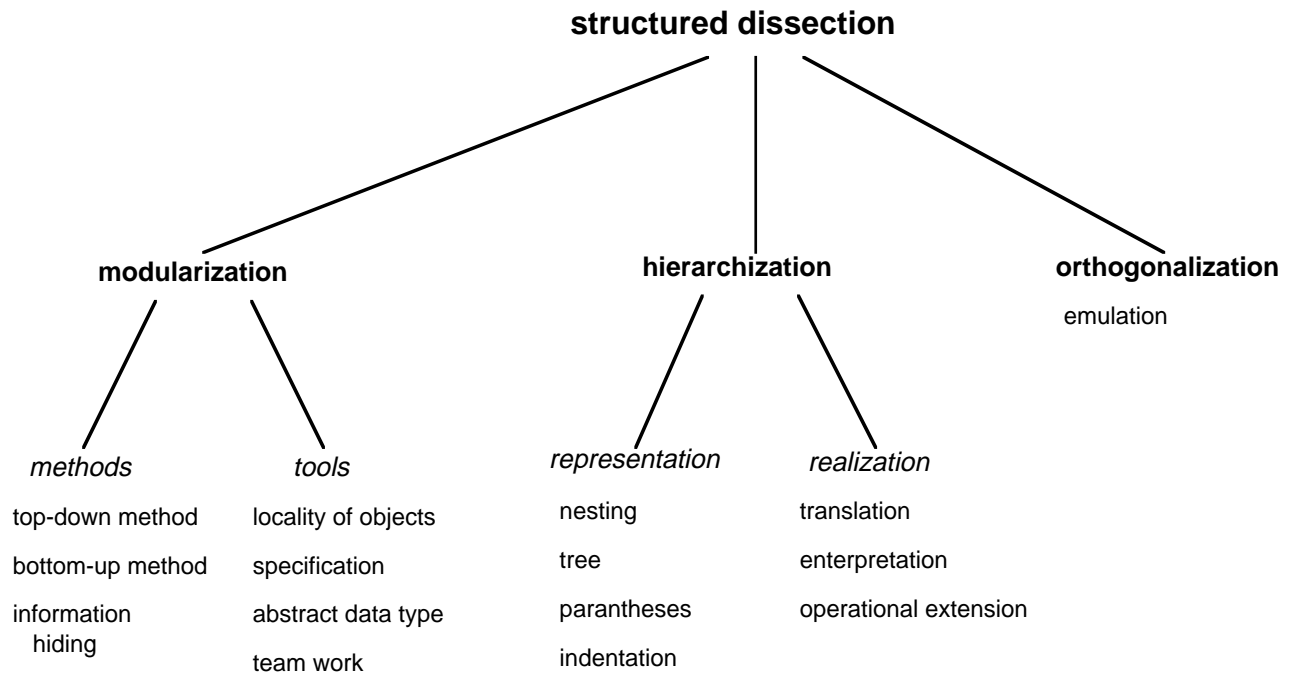 structured dissection
modularization
hierarchization
orthogonalization
emulation
methods
tools
representation
realization
top-down method
bottom-up method
information
hiding
locality of objects
specification
abstract data type
team work
nesting
tree
parantheses
indentation
translation
enterpretation
operational extension